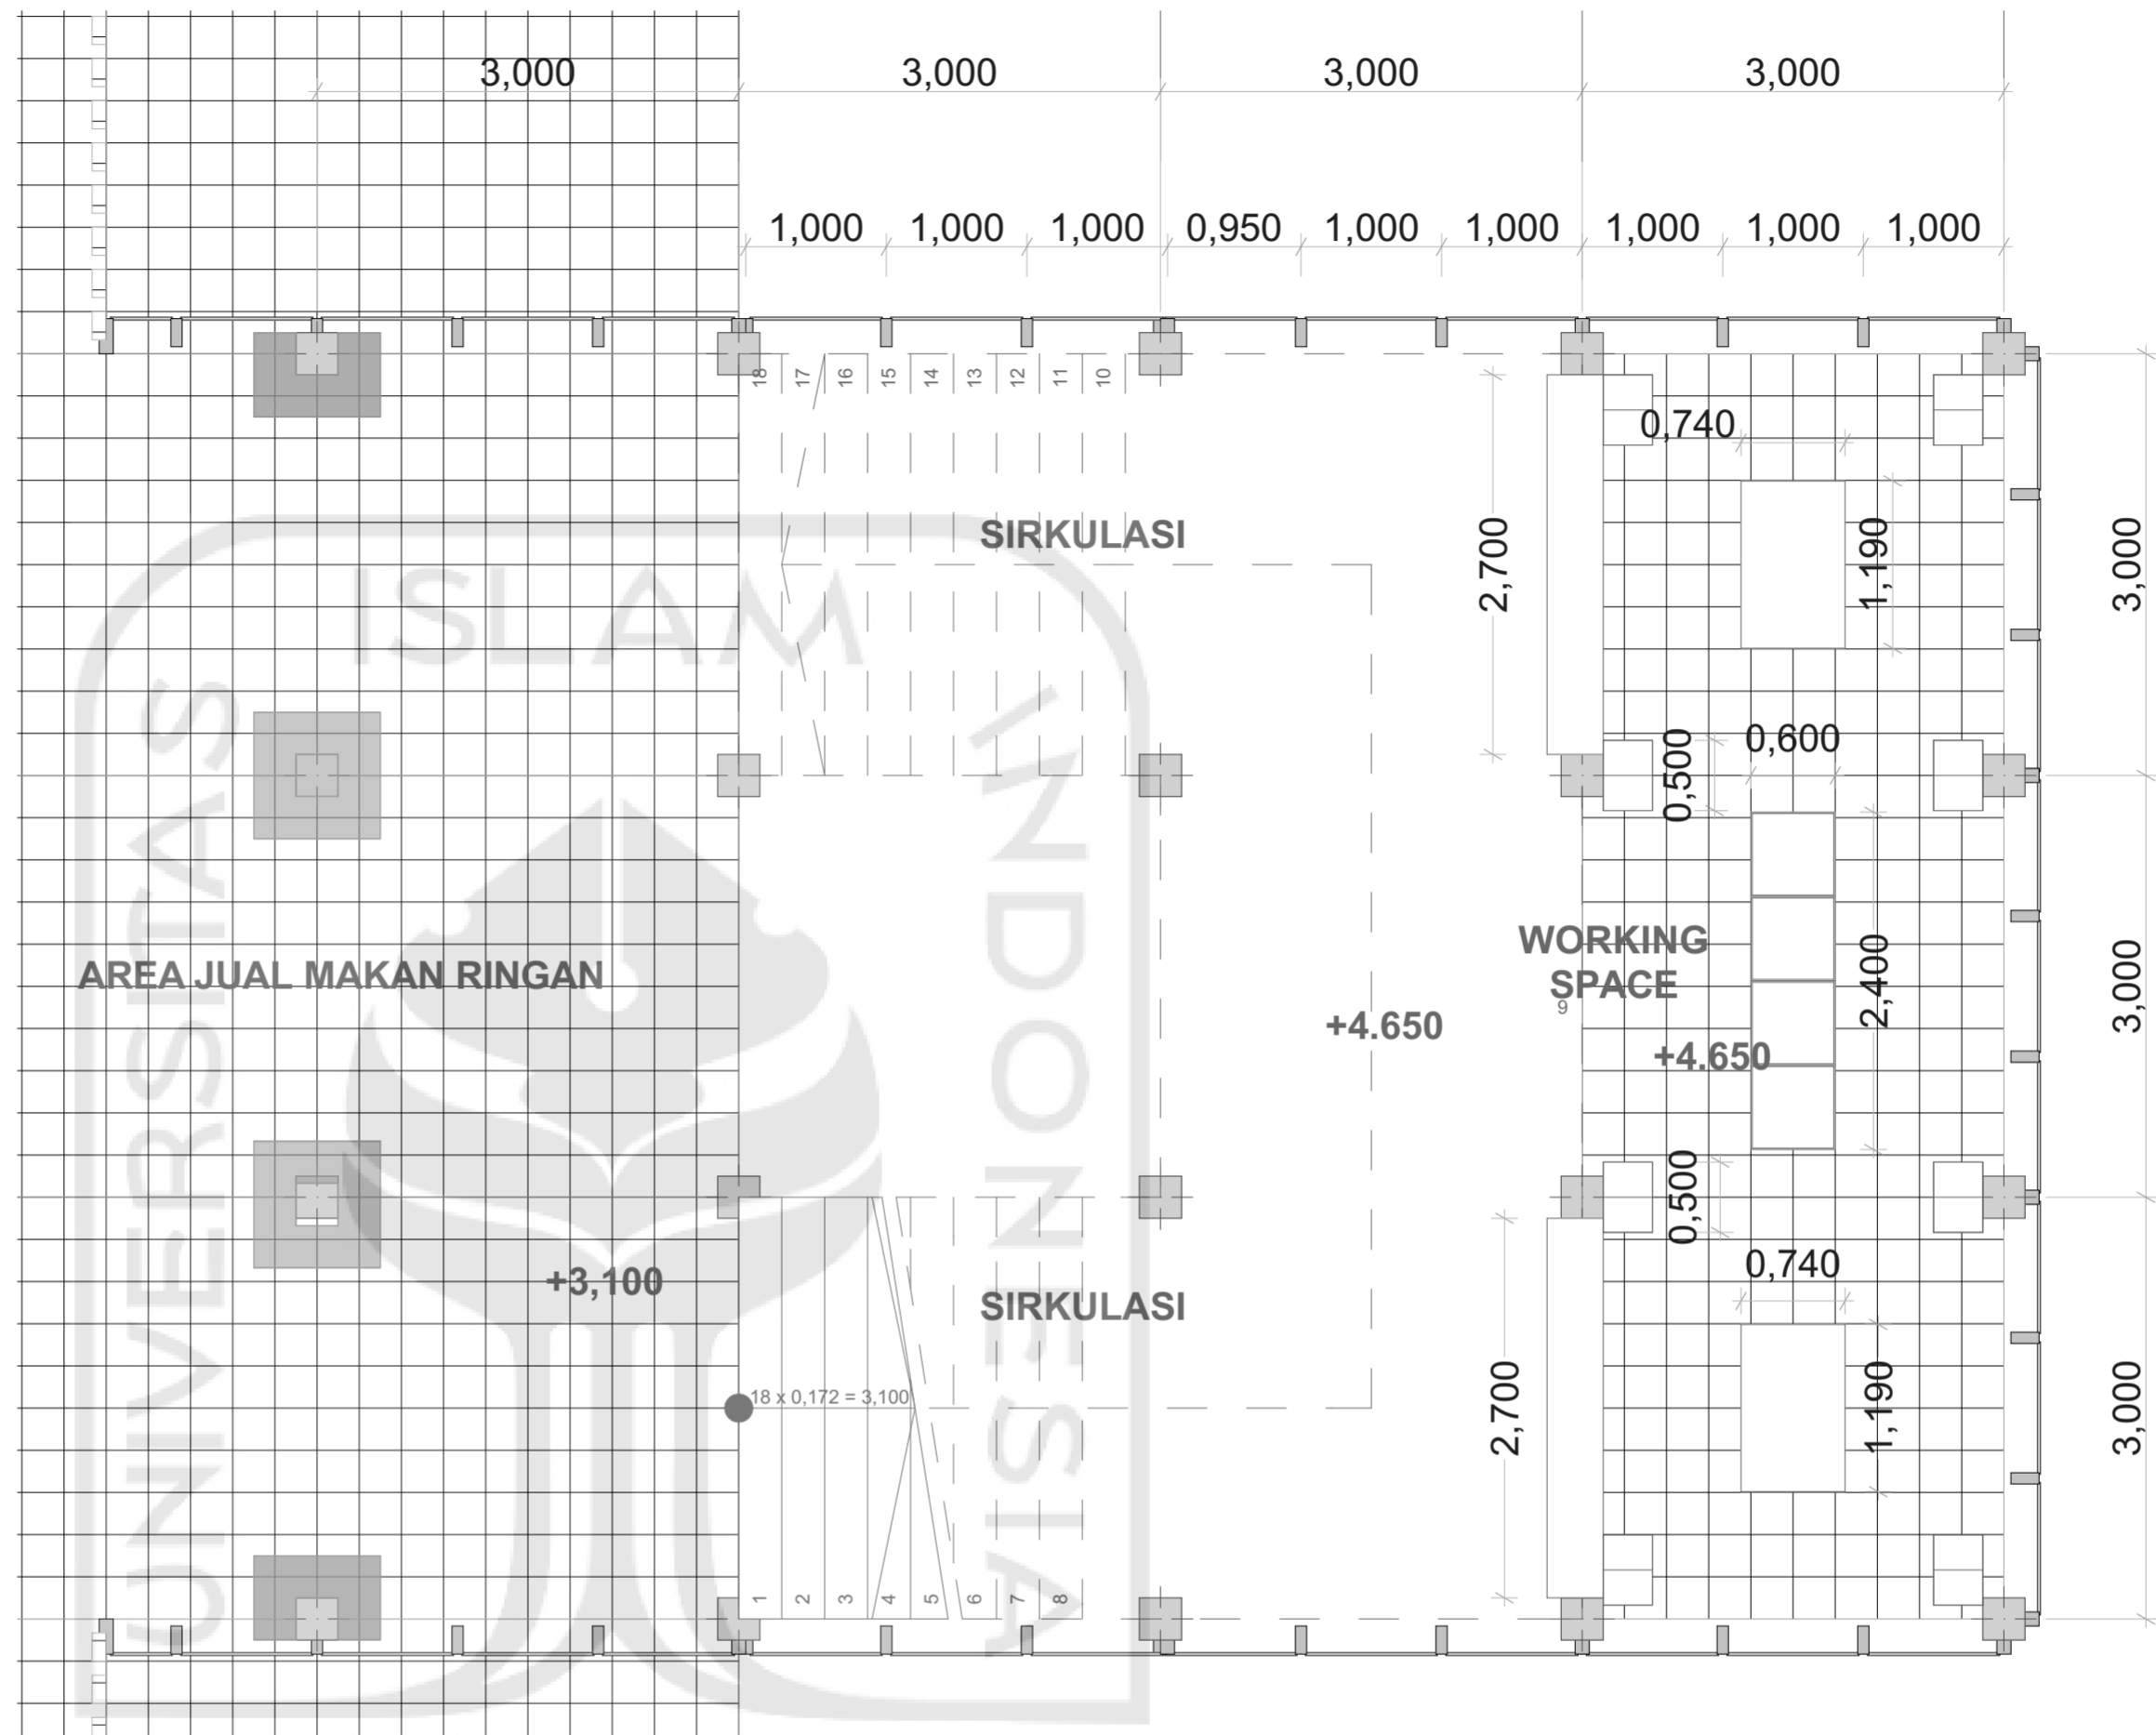 3,000 3,000 3,000 3,000
1,000 1,000 1,000 0,950 1,000 1,000 1,000 1,000 1,000
18 17 16 15 14 13 12 11 10
0,740
SIRKULASI
2,700
1,190
3,000
ISLAM
UNIVERSITAS
INDONESIA
0,500
0,600
AREA JUAL MAKAN RINGAN
WORKING
SPACE
9
2,400
3,000
+4.650
+4.650
0,500
0,740
+3,100
SIRKULASI
18 x 0,172 = 3,100
2,700
1,190
3,000
1 2 3 4 5 6 7 8